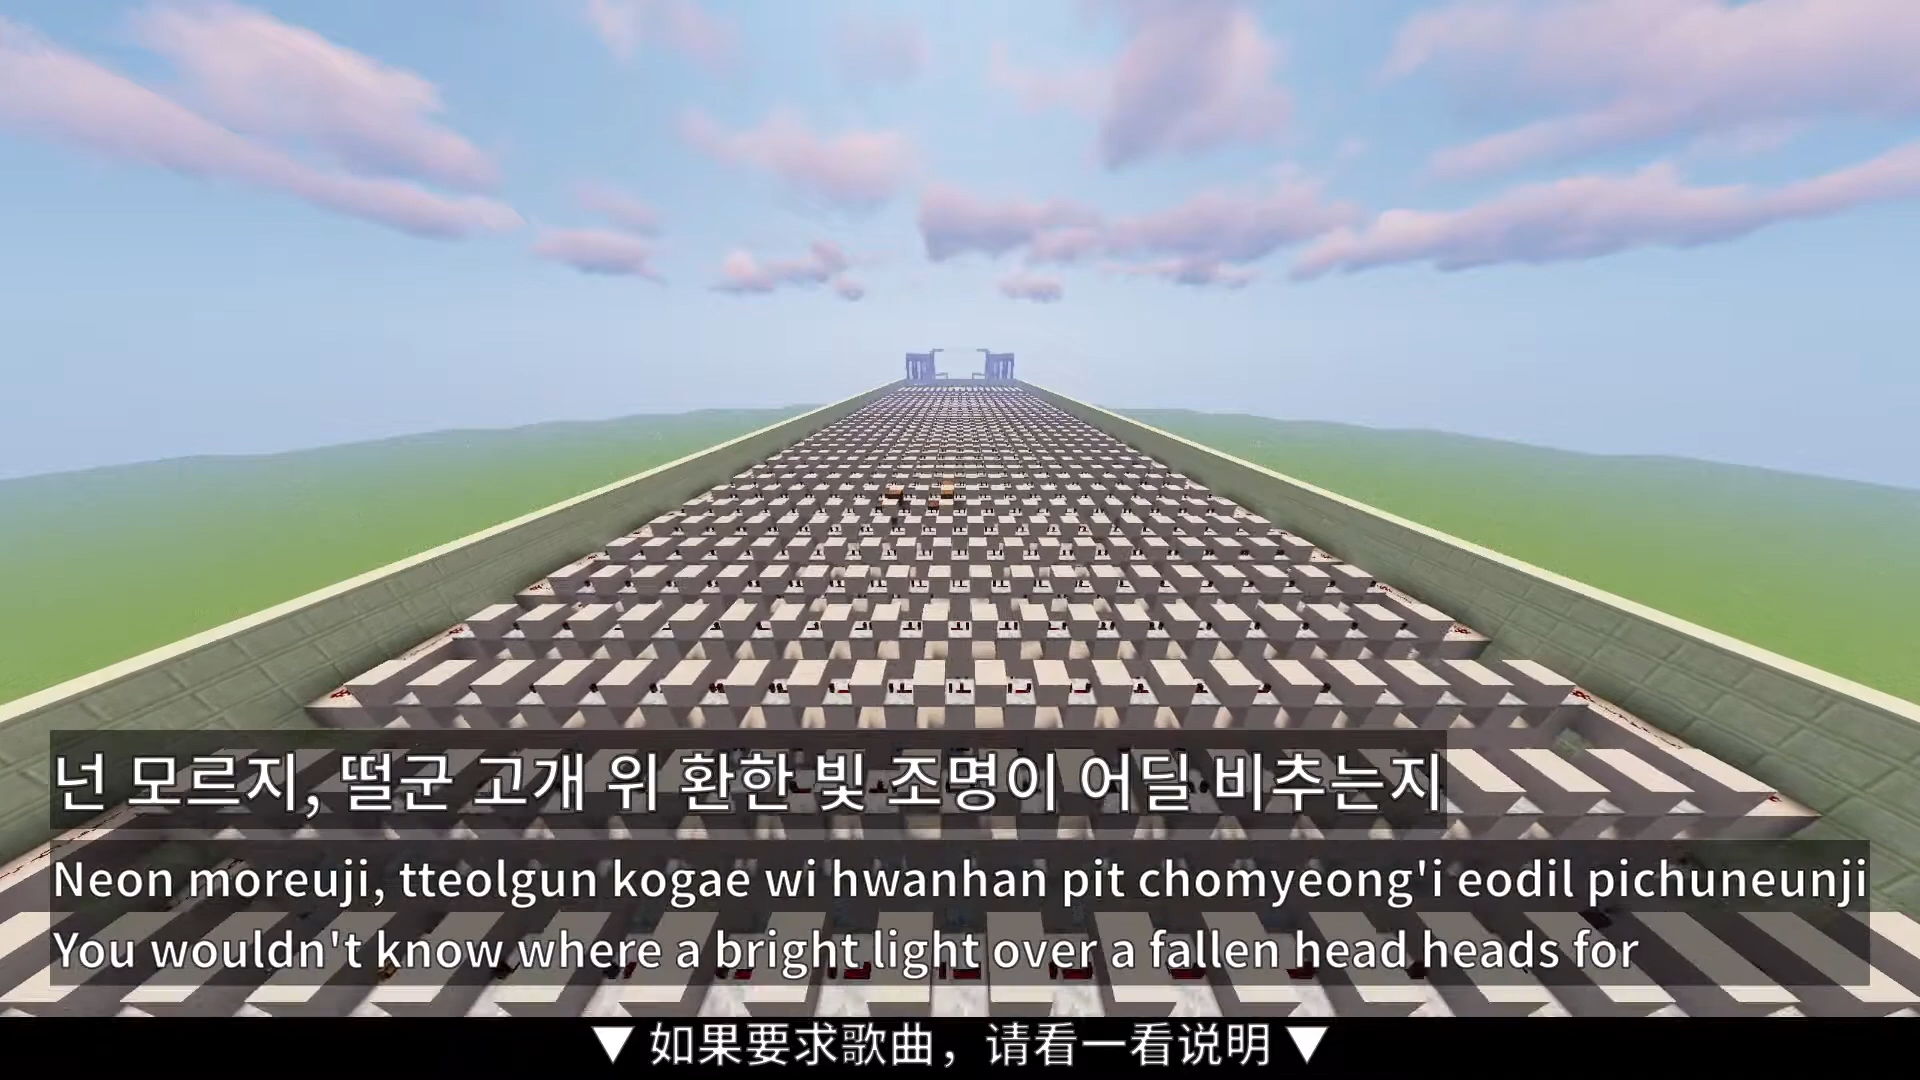 넌 모르지, 떨군 고개 위 환한 빛 조명이 어딜 비추는지
Neon moreuji, tteolgun kogae wi hwanhan pit chomyeong'i eodil pichuneunji
You wouldn't know where a bright light over a fallen head heads for
▼ 如果要求歌曲，请看一看说明 ▼